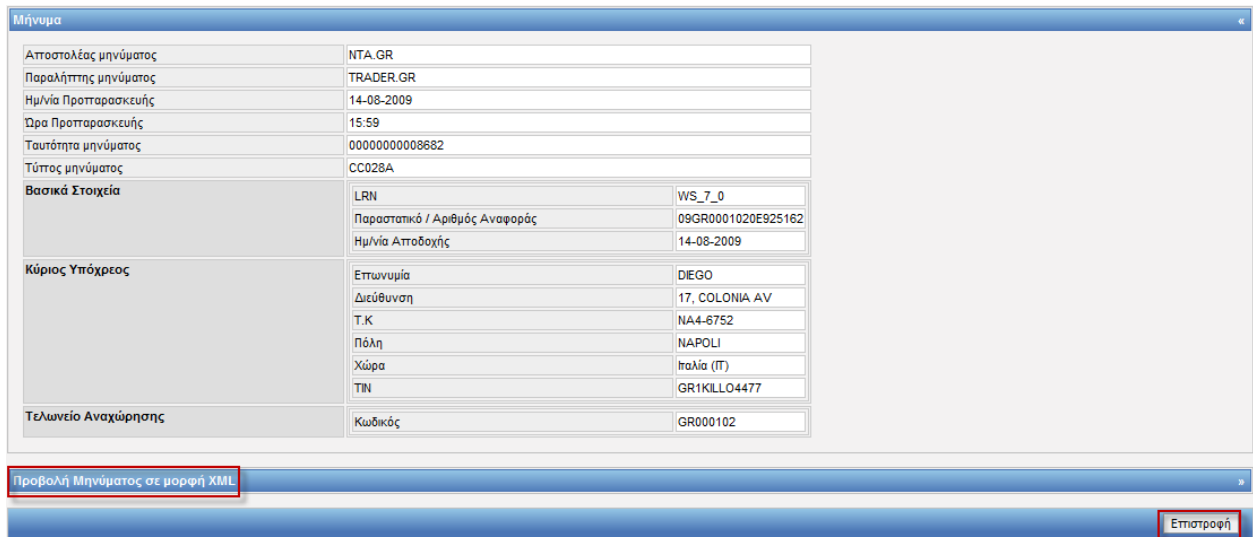 Μήνυμα «
Αποστολέας μηνύματος NTA.GR
Παραλήπτης μηνύματος TRADER.GR
Ημ/νία Προπαρασκευής 14-08-2009
Ώρα Προπαρασκευής 15:59
Ταυτότητα μηνύματος 00000000008682
Τύπος μηνύματος CC028A
Βασικά Στοιχεία LRN WS_7_0
Παραστατικό / Αριθμός Αναφοράς 09GR0001020E925162
Ημ/νία Αποδοχής 14-08-2009
Κύριος Υπόχρεος Επωνυμία DIEGO
Διεύθυνση 17, COLONIA AV
Τ.Κ NA4-6752
Πόλη NAPOLI
Χώρα Ιταλία (IT)
TIN GR1KILLO4477
Τελωνείο Αναχώρησης Κωδικός GR000102
Προβολή Μηνύματος σε μορφή XML »
Επιστροφή